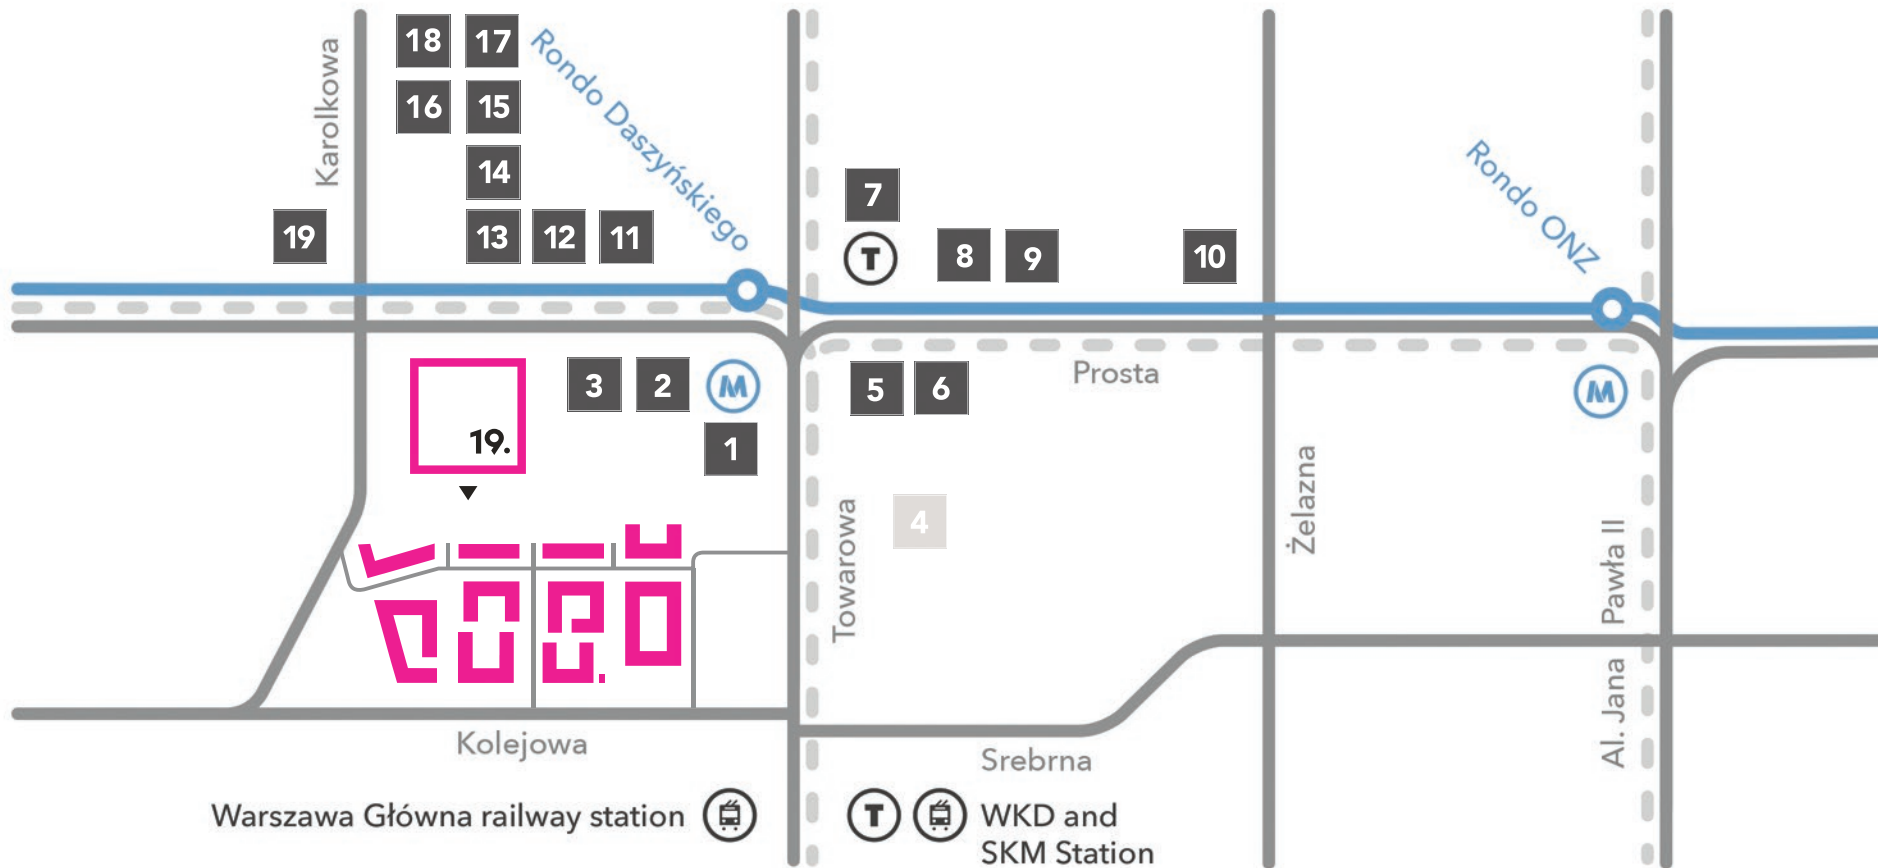 Karolkowa
18
17
16
15
14
13
12
11
19
Rondo Daszyńskiego
7
T
8
9
10
Rondo ONZ
19.
3
2
M
1
5
6
Prosta
M
4
Towarowa
Żelazna
Al. Jana Pawła II
Kolejowa
Srebrna
Warszawa Główna railway station
T
WKD and
SKM Station